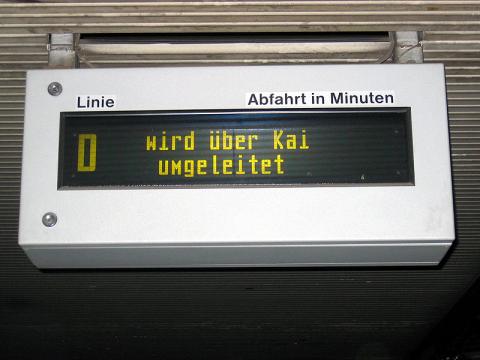 Linie Abfahrt in Minuten
D wird über Kai
umgeleitet